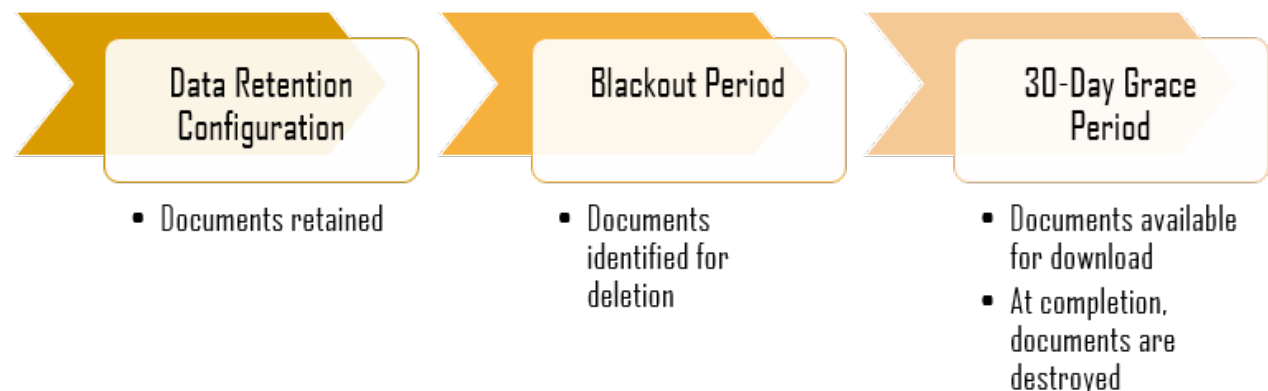 Data Retention
Configuration
• Documents retained
Blackout Period
• Documents
identified for
deletion
30-Day Grace
Period
• Documents available
for download
• At completion,
documents are
destroyed